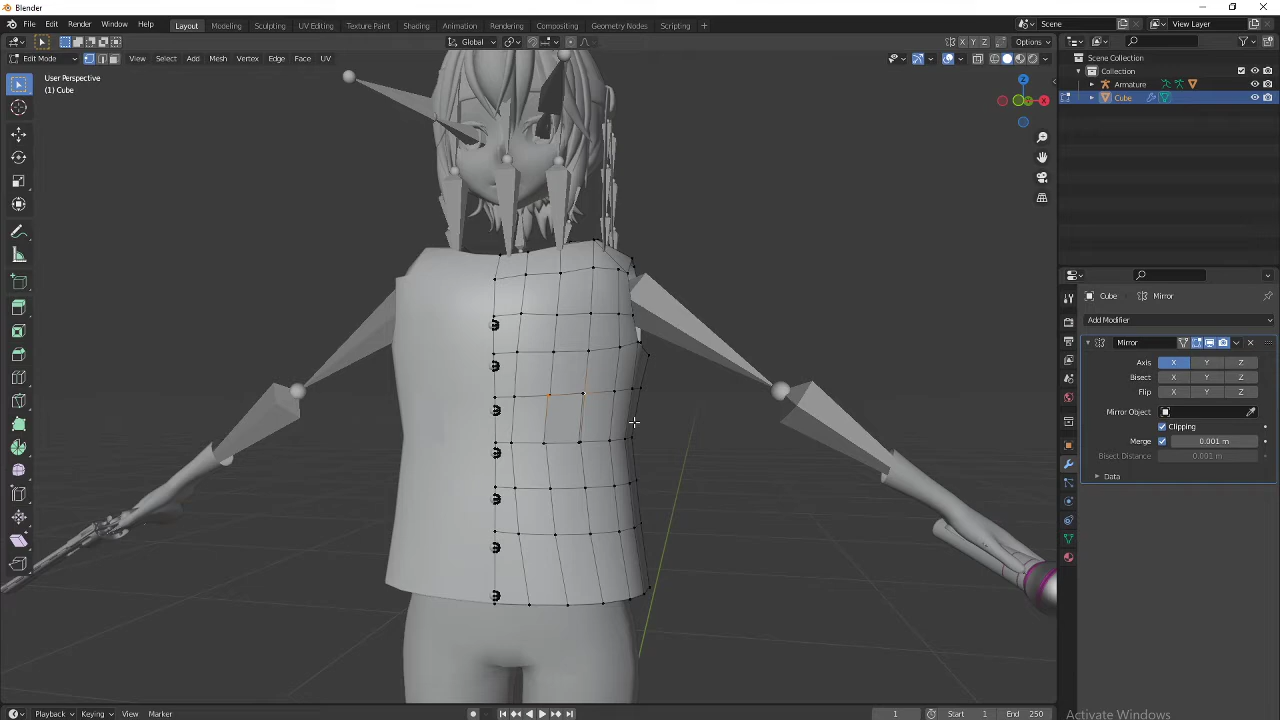 Blender
File Edit Render Window Help Layout Modeling Sculpting UV Editing Texture Paint Shading Animation Rendering Compositing Geometry Nodes Scripting + Scene View Layer
Global X Y Z Options
Edit Mode View Select Add Mesh Vertex Edge Face UV
User Perspective
(1) Cube
Z
X
Scene Collection
Collection
Armature
Cube
Cube Mirror
Add Modifier
Mirror
Axis X Y Z
Bisect X Y Z
Flip X Y Z
Mirror Object
Clipping
Merge 0.001 m
Bisect Distance 0.001 m
Data
Playback Keying View Marker 1 Start 1 End 250
Activate Windows